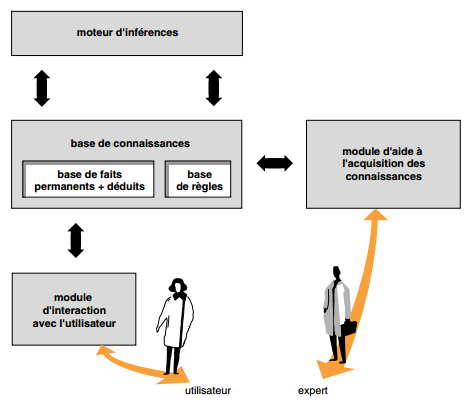 moteur d'inférences
base de connaissances
base de faits
permanents + déduits
base
de règles
module d'aide à
l'acquisition des
connaissances
module
d'interaction
avec l'utilisateur
utilisateur
expert